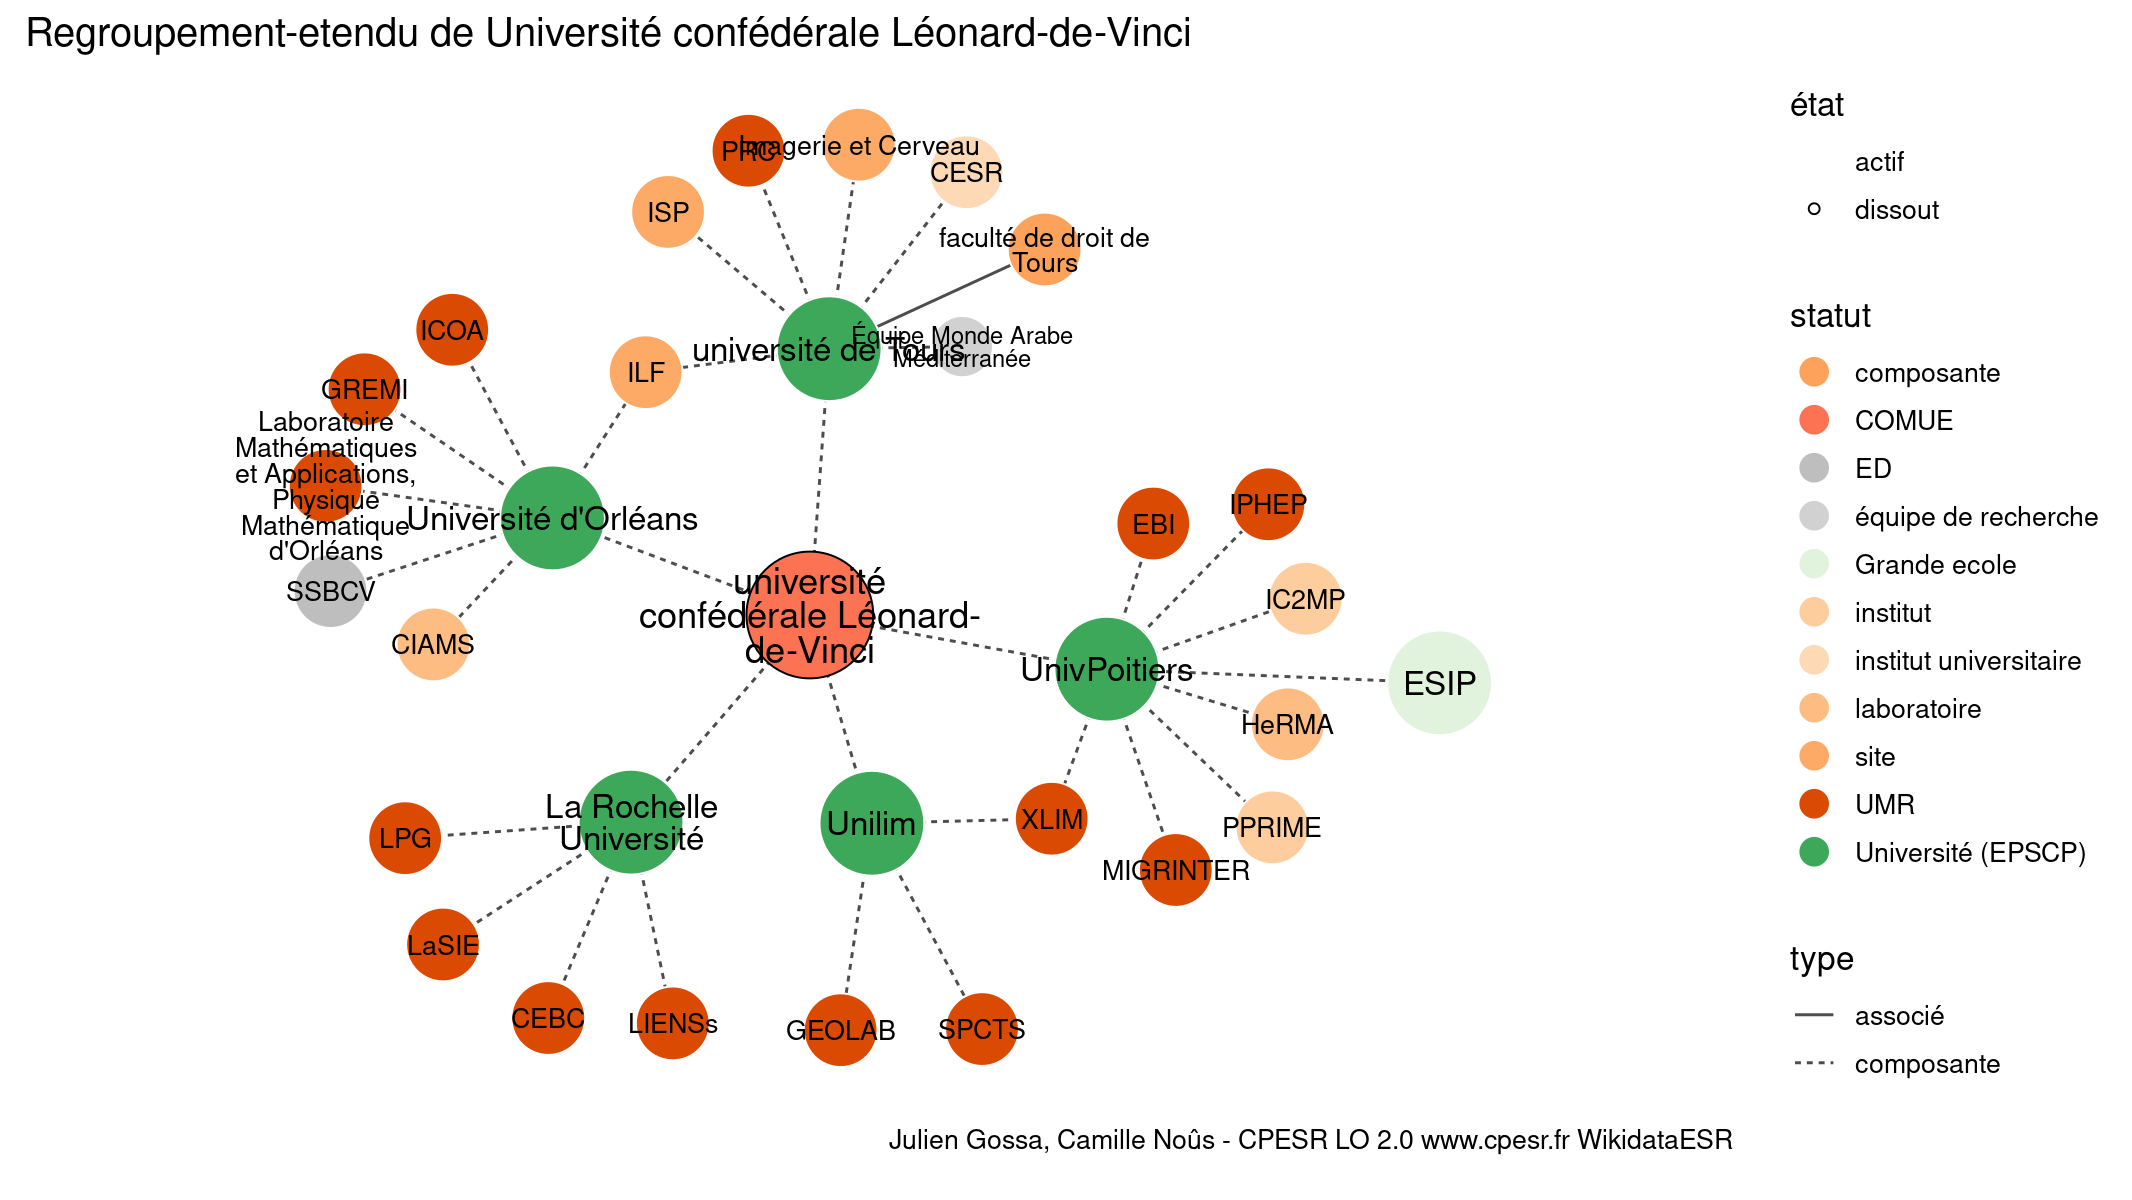 Regroupement-etendu de Université confédérale Léonard-de-Vinci
PRC
Imagerie et Cerveau
CESR
ISP
faculté de droit de
Tours
ICOA
Équipe Monde Arabe
Méditerranée
université de Tours
ILF
GREMI
Laboratoire
Mathématiques
et Applications,
Physique
Mathématique
d'Orléans
Université d'Orléans
SSBCV
CIAMS
université
confédérale Léonard-
de-Vinci
EBI
IPHEP
IC2MP
UnivPoitiers
ESIP
HeRMA
PPRIME
MIGRINTER
XLIM
Unilim
La Rochelle
Université
LPG
LaSIE
CEBC
LIENSs
GEOLAB
SPCTS
état
actif
dissout
statut
composante
COMUE
ED
équipe de recherche
Grande ecole
institut
institut universitaire
laboratoire
site
UMR
Université (EPSCP)
type
associé
composante
Julien Gossa, Camille Noûs - CPESR LO 2.0 www.cpesr.fr WikidataESR